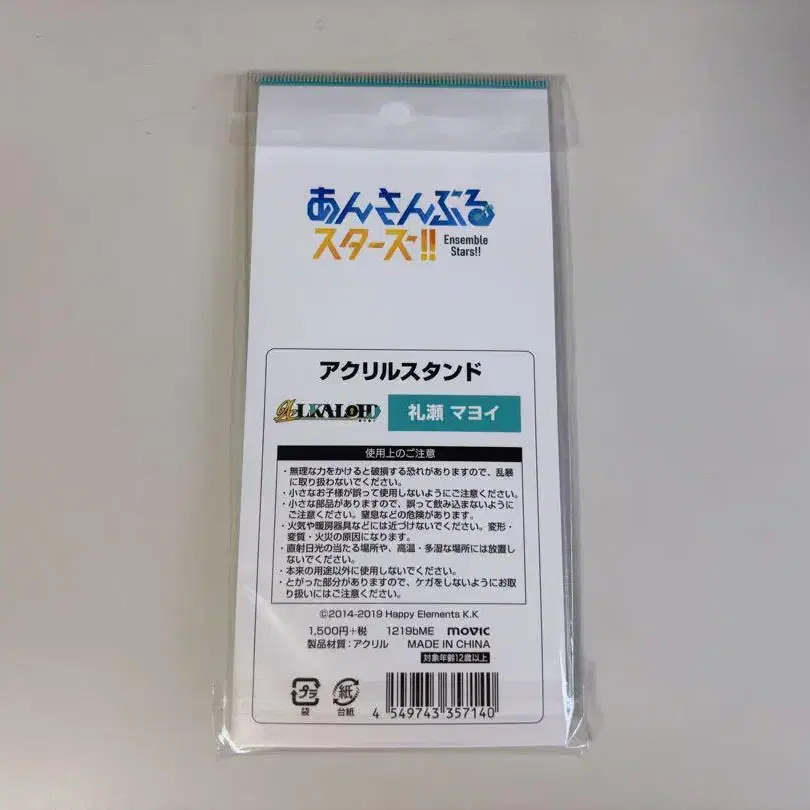 あんさんぶる
スターズ!!
Ensemble
Stars!!
アクリルスタンド
ALKALOID
礼瀬 マヨイ
使用上のご注意
・無理な力をかけると破損する恐れがありますので、乱暴
に取り扱わないでください。
・小さなお子様が誤って使用しないようにご注意ください。
・小さな部品がありますので、誤って飲み込まないように
ご注意ください。窒息などの危険があります。
・火気や暖房器具などには近づけないでください。変形・
変質・火災の原因になります。
・直射日光の当たる場所や、高温・多湿な場所には放置し
ないでください。
・本来の用途以外に使用しないでください。
・とがった部分がありますので、ケガをしないようにお取
り扱いにはご注意ください。
©2014-2019 Happy Elements K.K
1,500円+税 1219bME movic
製品材質：アクリル MADE IN CHINA
対象年齢12歳以上
プラ 紙
袋 台紙
4 549743 357140